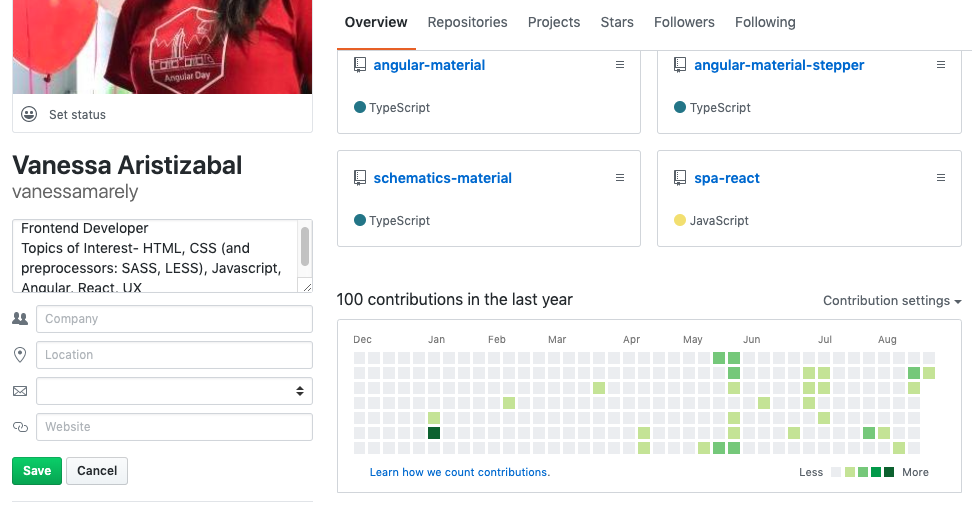 Angular Day
Set status
Vanessa Aristizabal
vanessamarely
Frontend Developer
Topics of Interest- HTML, CSS (and
preprocessors: SASS, LESS), Javascript,
Angular, React, UX
Company
Location
Website
Save
Cancel
Overview
Repositories
Projects
Stars
Followers
Following
angular-material
TypeScript
angular-material-stepper
TypeScript
schematics-material
TypeScript
spa-react
JavaScript
100 contributions in the last year
Contribution settings
Dec Jan Feb Mar Apr May Jun Jul Aug
Learn how we count contributions.
Less
More